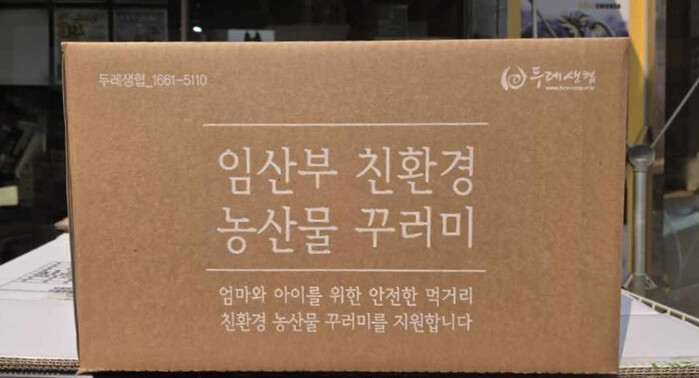 두레생협_1661-5110
두레생협
임산부 친환경
농산물 꾸러미
엄마와 아이를 위한 안전한 먹거리
친환경 농산물 꾸러미를 지원합니다